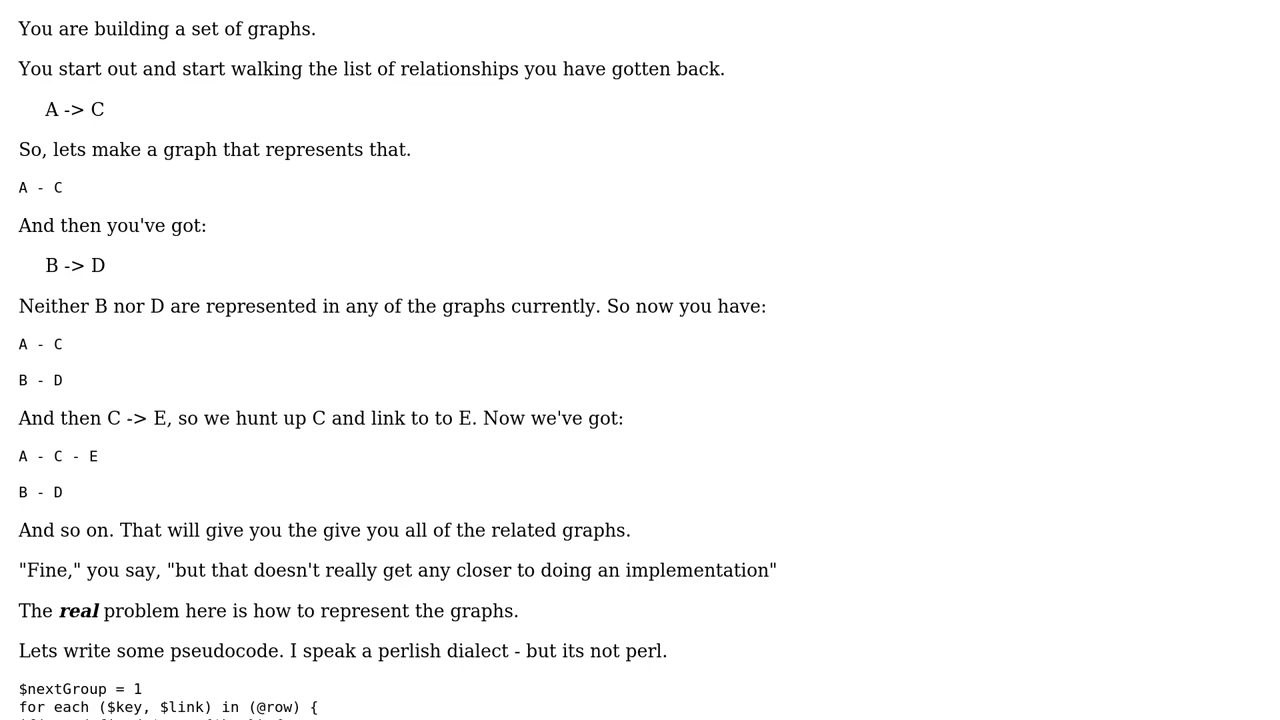 You are building a set of graphs.
You start out and start walking the list of relationships you have gotten back.
A -> C
So, lets make a graph that represents that.
A - C
And then you've got:
B -> D
Neither B nor D are represented in any of the graphs currently. So now you have:
A - C
B - D
And then C -> E, so we hunt up C and link to to E. Now we've got:
A - C - E
B - D
And so on. That will give you the give you all of the related graphs.
"Fine," you say, "but that doesn't really get any closer to doing an implementation"
The real problem here is how to represent the graphs.
Lets write some pseudocode. I speak a perlish dialect - but its not perl.
$nextGroup = 1
for each ($key, $link) in (@row) {